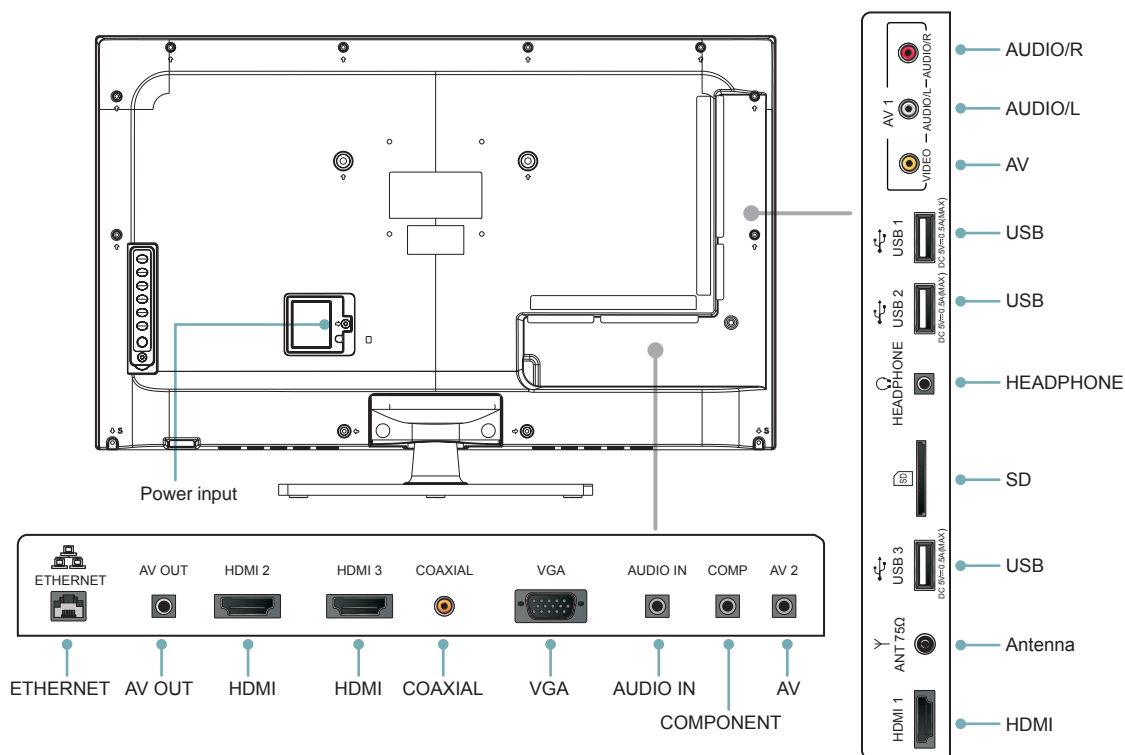 AUDIO/R
AUDIO/L
AV
USB
USB
HEADPHONE
SD
USB
Antenna
HDMI
AV 1
VIDEO
AUDIO/L
AUDIO/R
USB 1
DC 5V⎓0.5A(MAX)
USB 2
DC 5V⎓0.5A(MAX)
HEADPHONE
SD
USB 3
DC 5V⎓0.5A(MAX)
ANT 75Ω
HDMI 1
S
S
Power input
ETHERNET
AV OUT
HDMI 2
HDMI 3
COAXIAL
VGA
AUDIO IN
COMP
AV 2
ETHERNET
AV OUT
HDMI
HDMI
COAXIAL
VGA
AUDIO IN
COMPONENT
AV